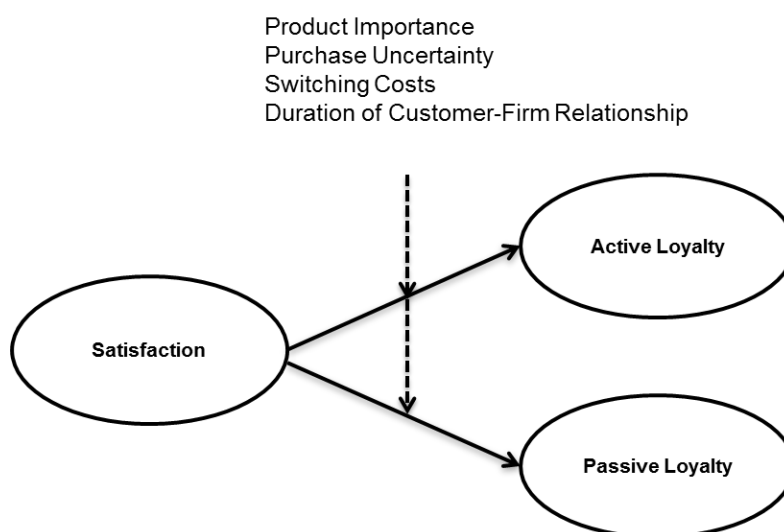 Product Importance
Purchase Uncertainty
Switching Costs
Duration of Customer-Firm Relationship
Active Loyalty
Satisfaction
Passive Loyalty